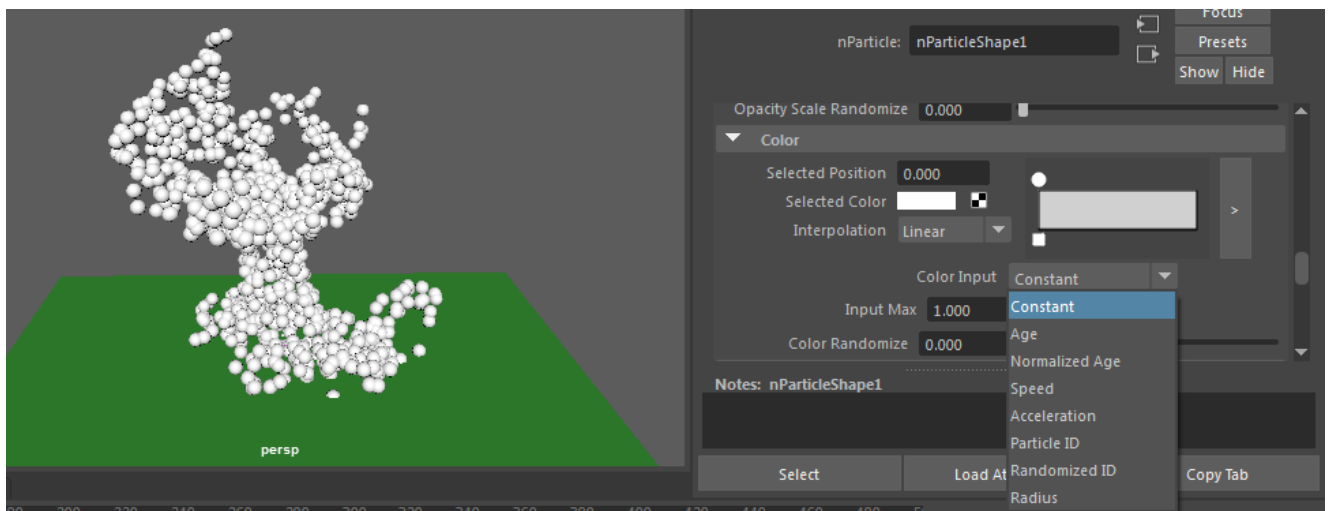 Focus
nParticle: nParticleShape1
Presets
Show Hide
Opacity Scale Randomize 0.000
Color
Selected Position 0.000
Selected Color
Interpolation Linear
>
Color Input Constant
Input Max 1.000
Color Randomize 0.000
Constant
Age
Normalized Age
Speed
Acceleration
Particle ID
Randomized ID
Radius
Notes: nParticleShape1
persp
Select Load At Copy Tab